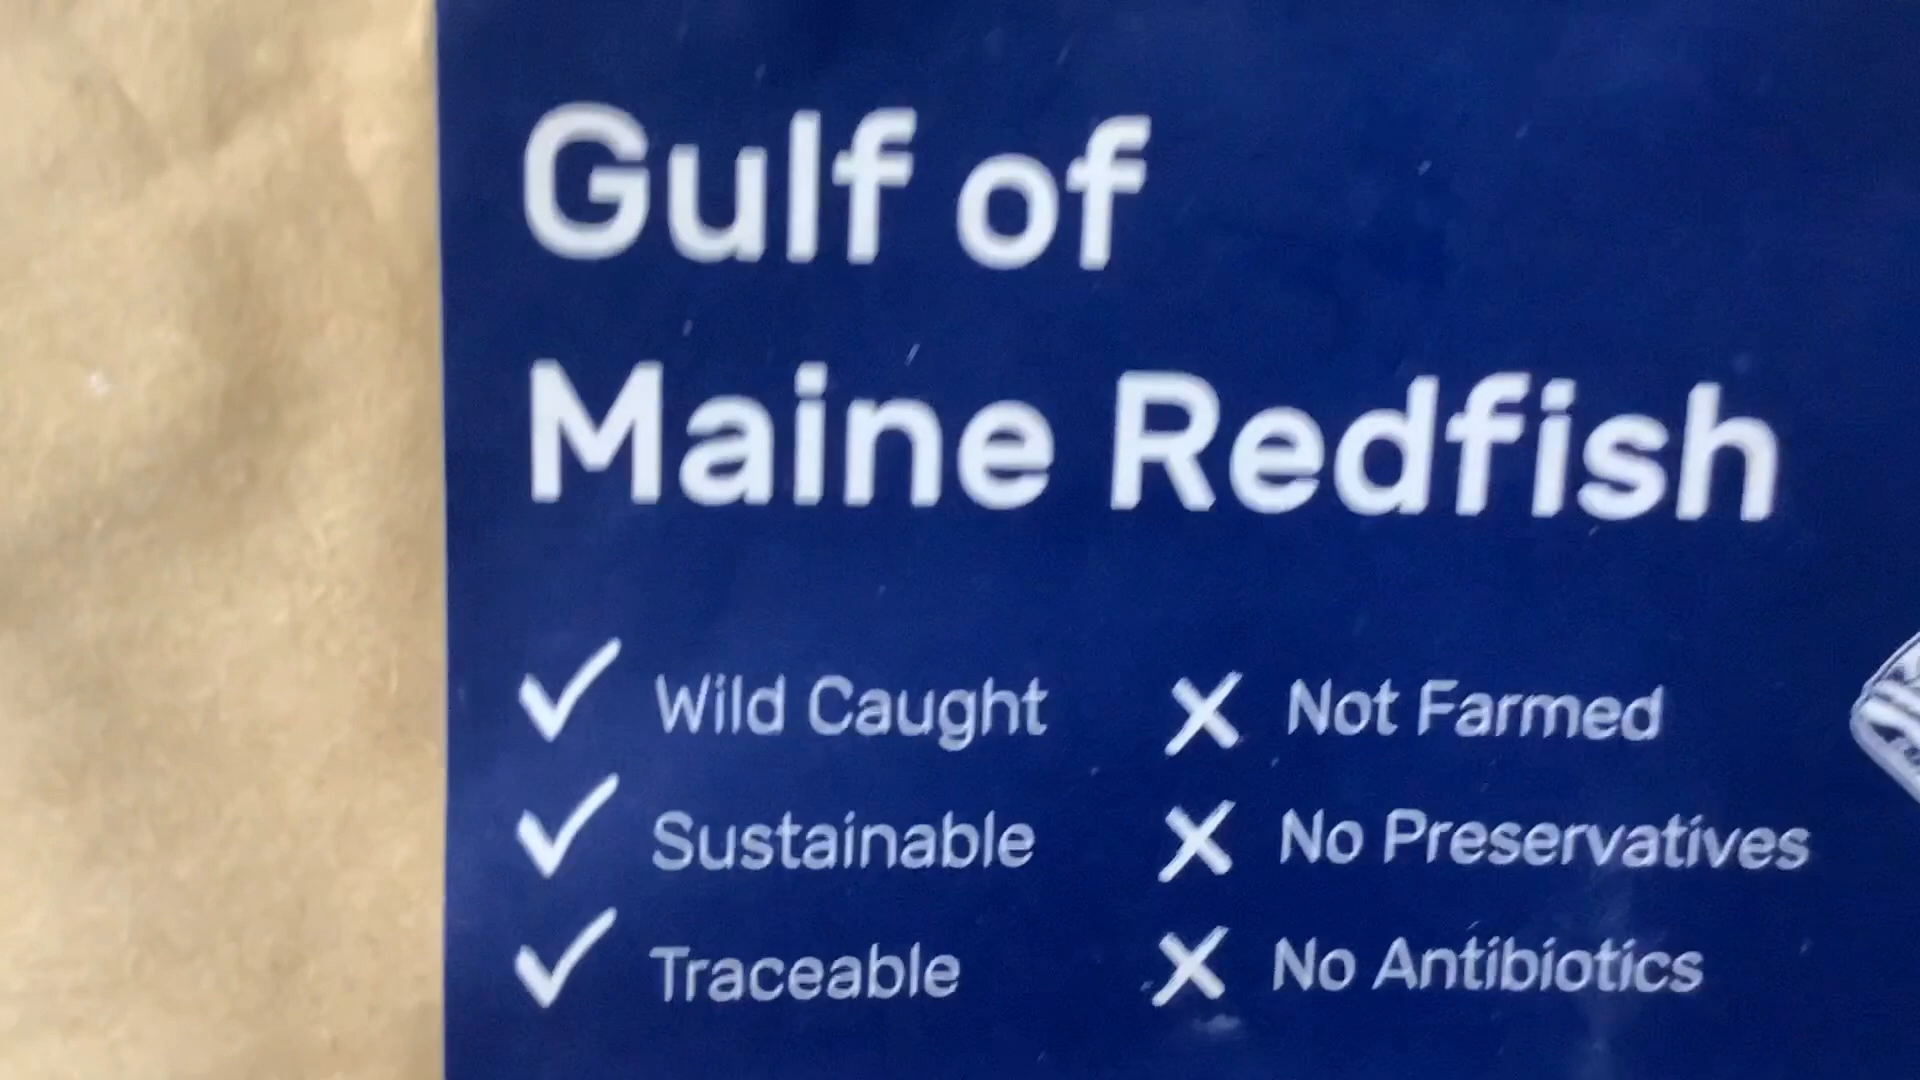 Gulf of
Maine Redfish
✓ Wild Caught
✕ Not Farmed
✓ Sustainable
✕ No Preservatives
✓ Traceable
✕ No Antibiotics